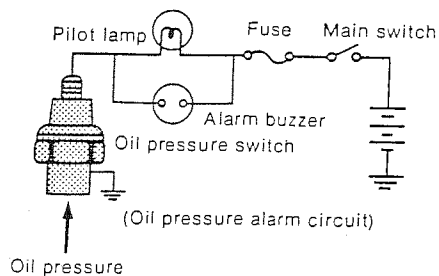 Pilot lamp
Fuse
Main switch
Alarm buzzer
Oil pressure switch
(Oil pressure alarm circuit)
Oil pressure